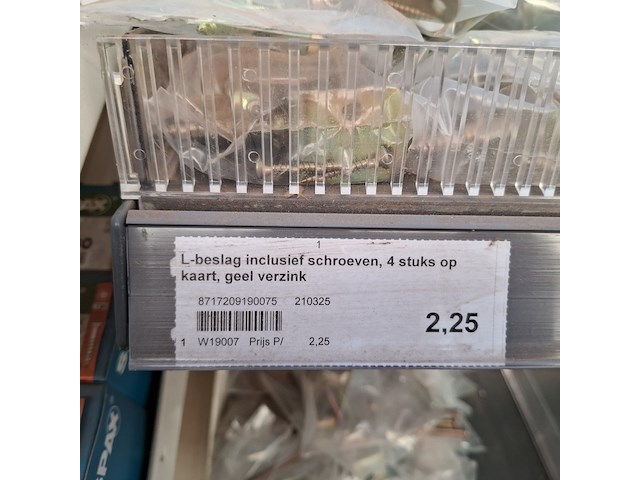 1
L-beslag inclusief schroeven, 4 stuks op
kaart, geel verzink
8717209190075 210325
2,25
1 W19007 Prijs P/ 2,25
SPAX